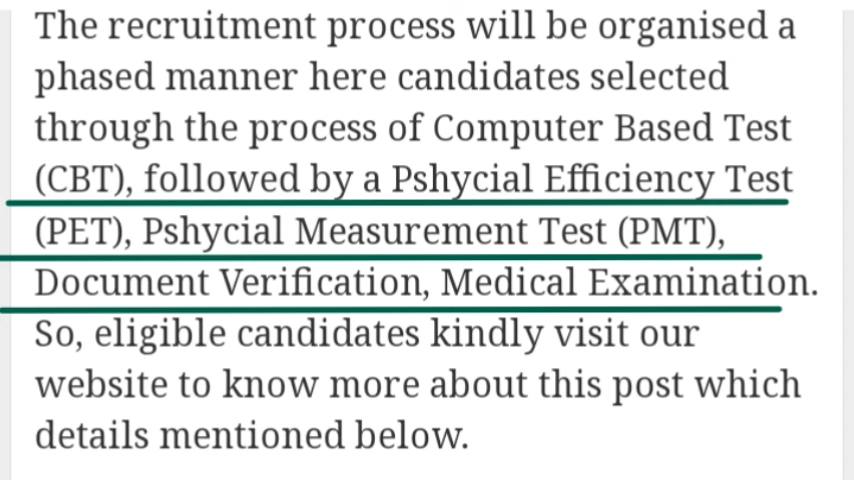 The recruitment process will be organised a
phased manner here candidates selected
through the process of Computer Based Test
(CBT), followed by a Pshycial Efficiency Test
(PET), Pshycial Measurement Test (PMT),
Document Verification, Medical Examination.
So, eligible candidates kindly visit our
website to know more about this post which
details mentioned below.